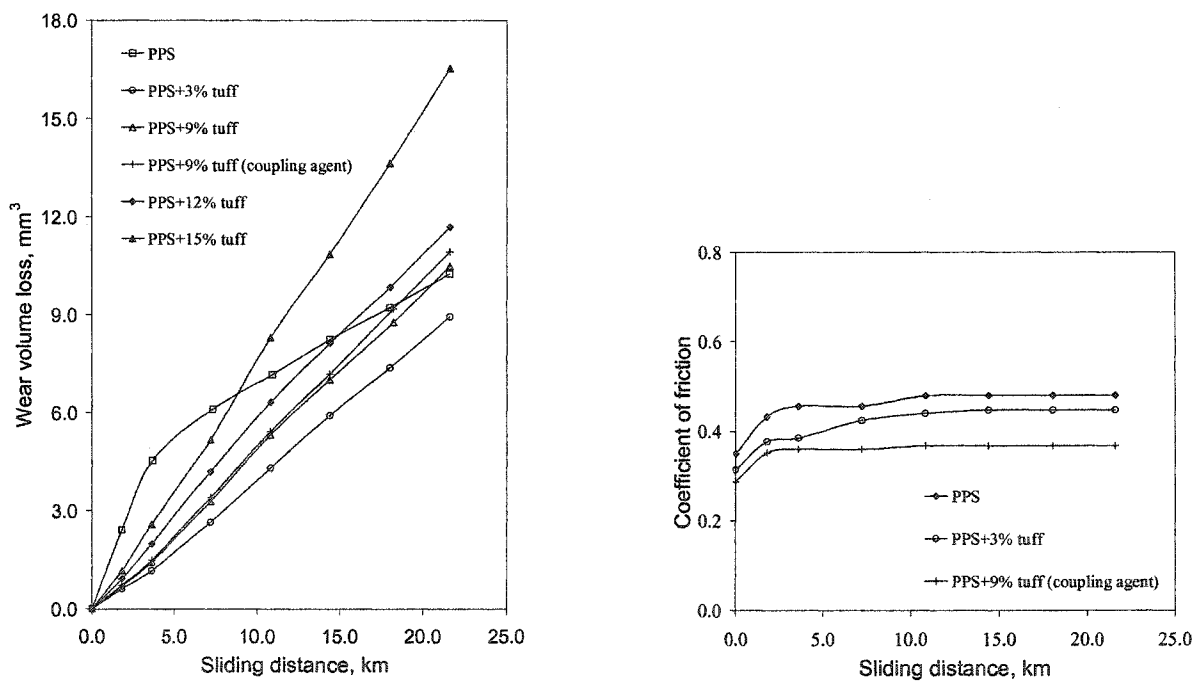 18.0
15.0
12.0
9.0
6.0
3.0
0.0
Wear volume loss, mm³
PPS
PPS+3% tuff
PPS+9% tuff
PPS+9% tuff (coupling agent)
PPS+12% tuff
PPS+15% tuff
0.0 5.0 10.0 15.0 20.0 25.0
Sliding distance, km
0.8
0.6
0.4
0.2
0.0
Coefficient of friction
PPS
PPS+3% tuff
PPS+9% tuff (coupling agent)
0.0 5.0 10.0 15.0 20.0 25.0
Sliding distance, km